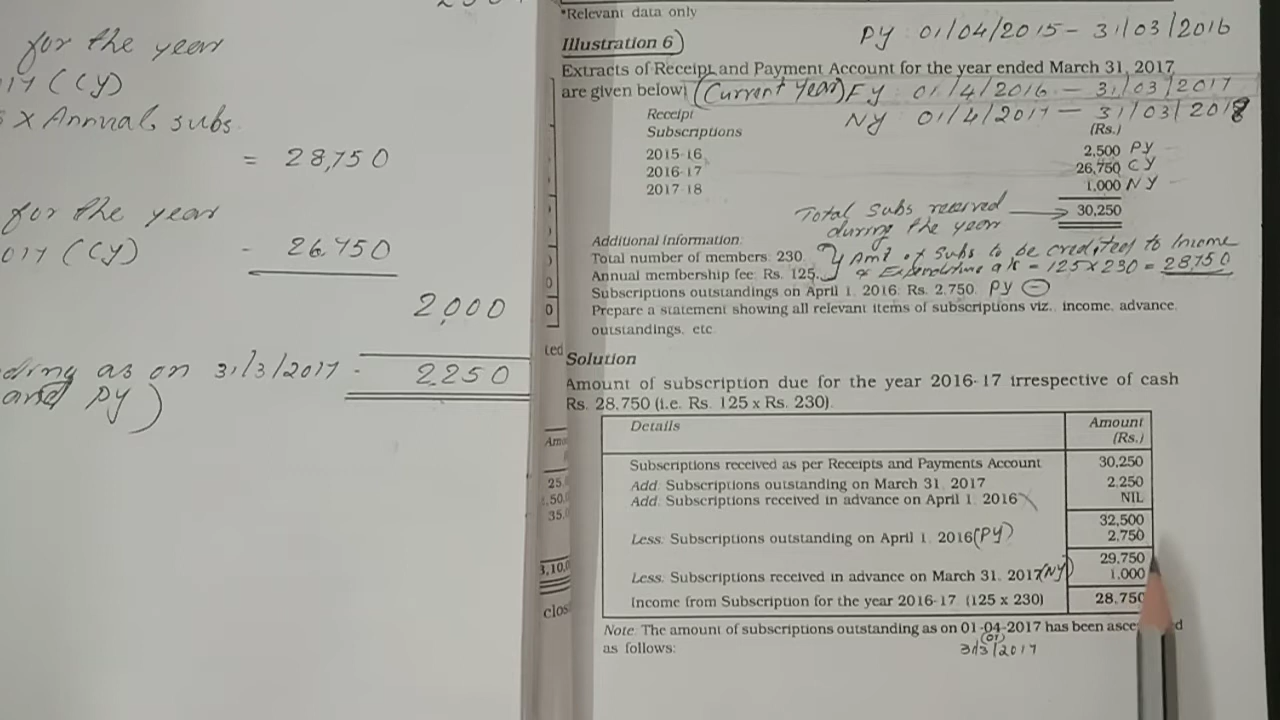 for the year
17 (CY)
x Annual subs.
= 28,750
for the year
017 (CY) - 26,750
2,000
ding as on 31/3/2017 - 2250
and PY)
*Relevant data only
Illustration 6) PY 01/04/2015 - 31/03/2016
Extracts of Receipt and Payment Account for the year ended March 31, 2017
are given below: (Current Year) FY : 01/4/2016 - 31/03/2017
Receipt NY 01/4/2017 - 31/03/2018
Subscriptions (Rs.)
2015-16 2,500 PY
2016-17 26,750 CY
2017-18 1,000 NY
Total subs received 30,250
during the year
Additional Information:
Total number of members: 230. Amt of subs to be credited to Income
Annual membership fee: Rs. 125. & Expenditure a/c = 125 x 230 = 28,750
Subscriptions outstandings on April 1, 2016: Rs. 2,750. PY -
Prepare a statement showing all relevant items of subscriptions viz., income, advance,
outstandings, etc.
Solution
Amount of subscription due for the year 2016-17 irrespective of cash
Rs. 28,750 (i.e. Rs. 125 x Rs. 230).
Details Amount
(Rs.)
Subscriptions received as per Receipts and Payments Account 30,250
Add: Subscriptions outstanding on March 31, 2017 2,250
Add: Subscriptions received in advance on April 1, 2016 NIL
32,500
Less: Subscriptions outstanding on April 1, 2016 (PY) 2,750
29,750
Less: Subscriptions received in advance on March 31, 2017 (NY) 1,000
Income from Subscription for the year 2016-17 (125 x 230) 28,750
Note: The amount of subscriptions outstanding as on 01-04-2017 has been
as follows: (or)
31/3/2017